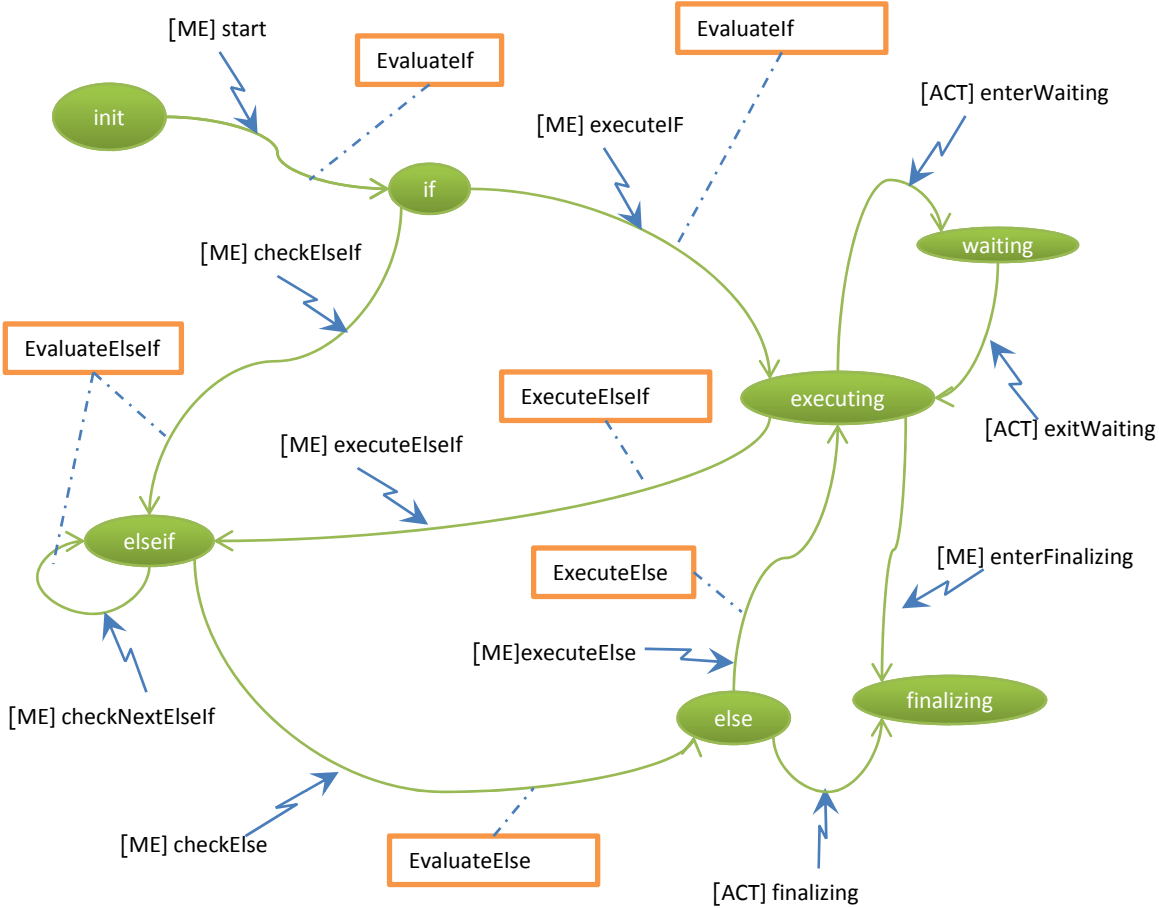 [ME] start
EvaluateIf
EvaluateIf
[ACT] enterWaiting
init
[ME] executeIF
if
[ME] checkElseIf
waiting
EvaluateElseIf
ExecuteElseIf
executing
[ACT] exitWaiting
[ME] executeElseIf
elseif
ExecuteElse
[ME] enterFinalizing
[ME]executeElse
[ME] checkNextElseIf
else
finalizing
[ME] checkElse
EvaluateElse
[ACT] finalizing